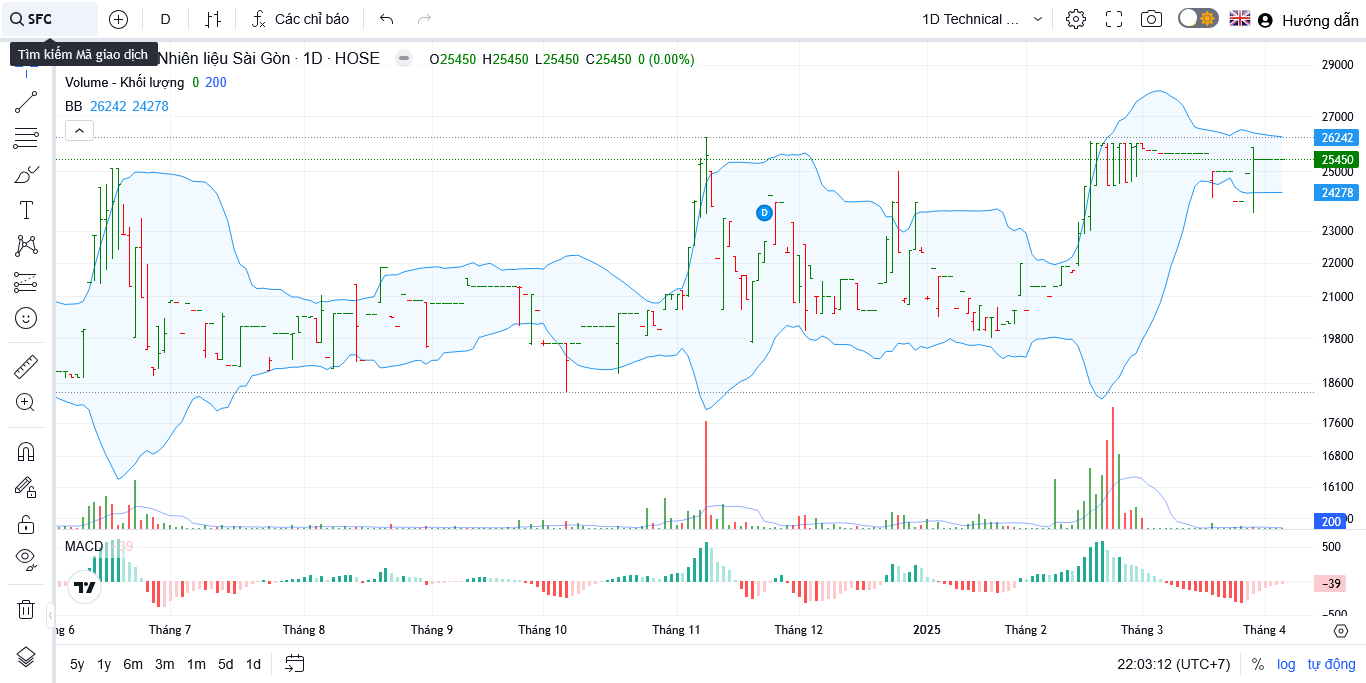 SFC
D
Các chỉ báo
1D Technical ...
Hướng dẫn
Tìm kiếm Mã giao dịch
Nhiên liệu Sài Gòn · 1D · HOSE
O25450 H25450 L25450 C25450 0 (0.00%)
Volume - Khối lượng 0 200
BB 26242 24278
29000
27000
26242
25450
25000
24278
23000
22000
21000
19800
18600
17600
16800
16100
200
D
MACD −39
500
−39
−500
ng 6
Tháng 7
Tháng 8
Tháng 9
Tháng 10
Tháng 11
Tháng 12
2025
Tháng 2
Tháng 3
Tháng 4
5y 1y 6m 3m 1m 5d 1d
22:03:12 (UTC+7)
% log tự động